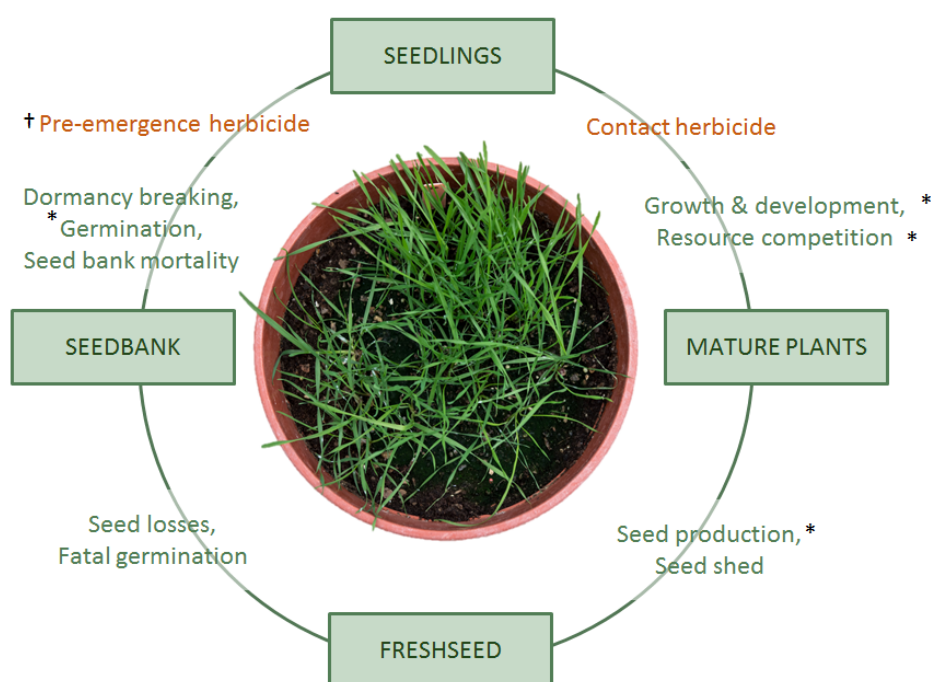 SEEDLINGS
† Pre-emergence herbicide
Contact herbicide
Dormancy breaking,
* Germination,
Seed bank mortality
Growth & development, *
Resource competition *
SEEDBANK
MATURE PLANTS
Seed losses,
Fatal germination
Seed production, *
Seed shed
FRESHSEED